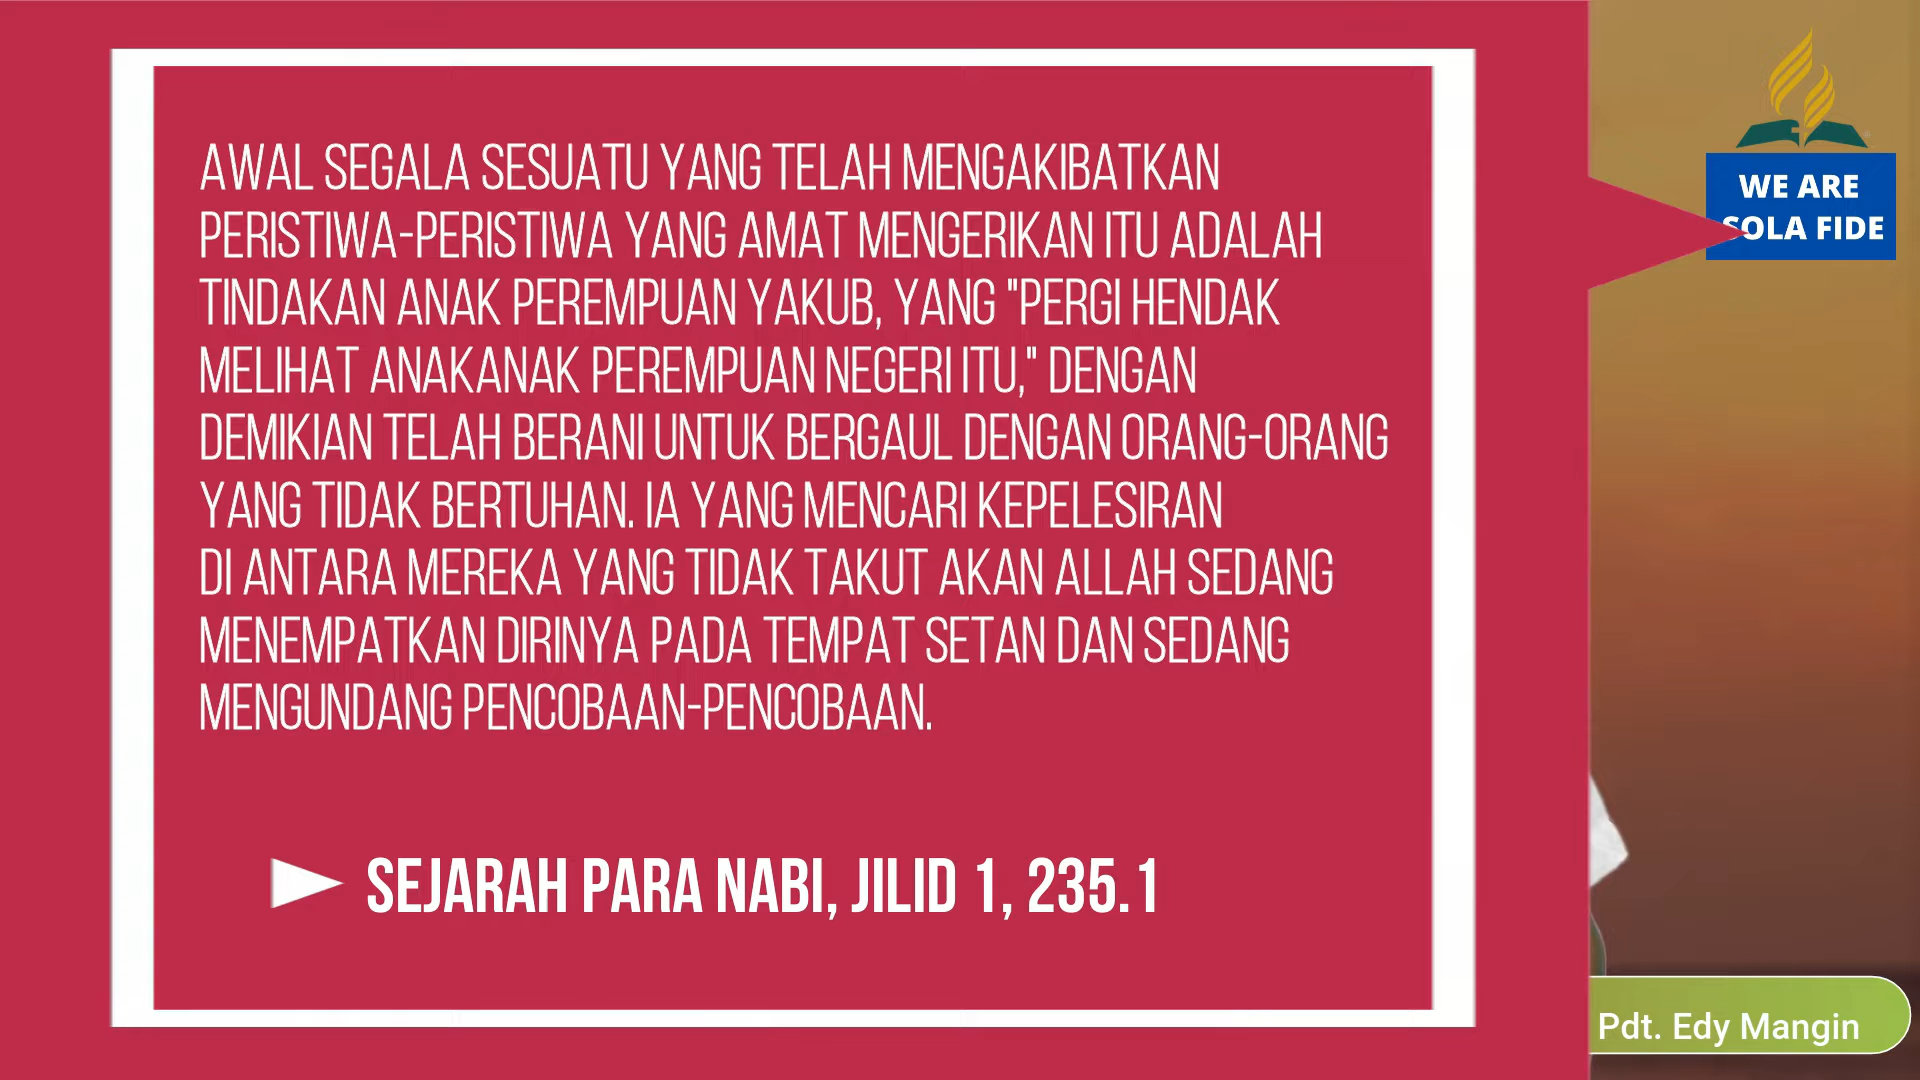 AWAL SEGALA SESUATU YANG TELAH MENGAKIBATKAN
PERISTIWA-PERISTIWA YANG AMAT MENGERIKAN ITU ADALAH
TINDAKAN ANAK PEREMPUAN YAKUB, YANG "PERGI HENDAK
MELIHAT ANAKANAK PEREMPUAN NEGERI ITU," DENGAN
DEMIKIAN TELAH BERANI UNTUK BERGAUL DENGAN ORANG-ORANG
YANG TIDAK BERTUHAN. IA YANG MENCARI KEPELESIRAN
DI ANTARA MEREKA YANG TIDAK TAKUT AKAN ALLAH SEDANG
MENEMPATKAN DIRINYA PADA TEMPAT SETAN DAN SEDANG
MENGUNDANG PENCOBAAN-PENCOBAAN.
SEJARAH PARA NABI, JILID 1, 235.1
WE ARE
SOLA FIDE
Pdt. Edy Mangin